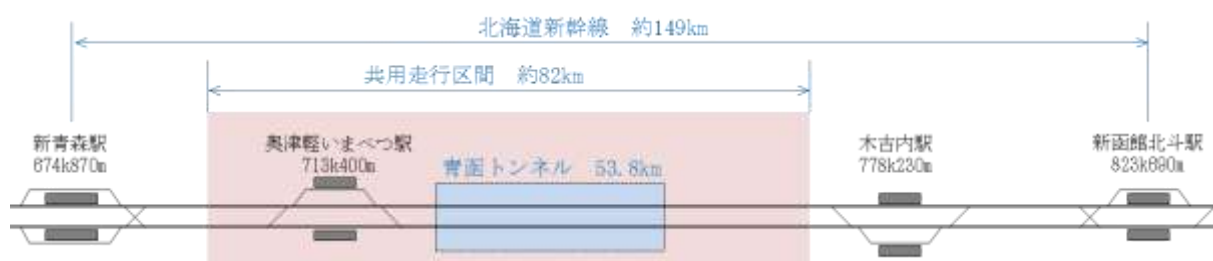 北海道新幹線 約149km
共用走行区間 約82km
新青森駅
674k870m
奥津軽いまべつ駅
713k400m
青函トンネル 53.8km
木古内駅
778k230m
新函館北斗駅
823k690m